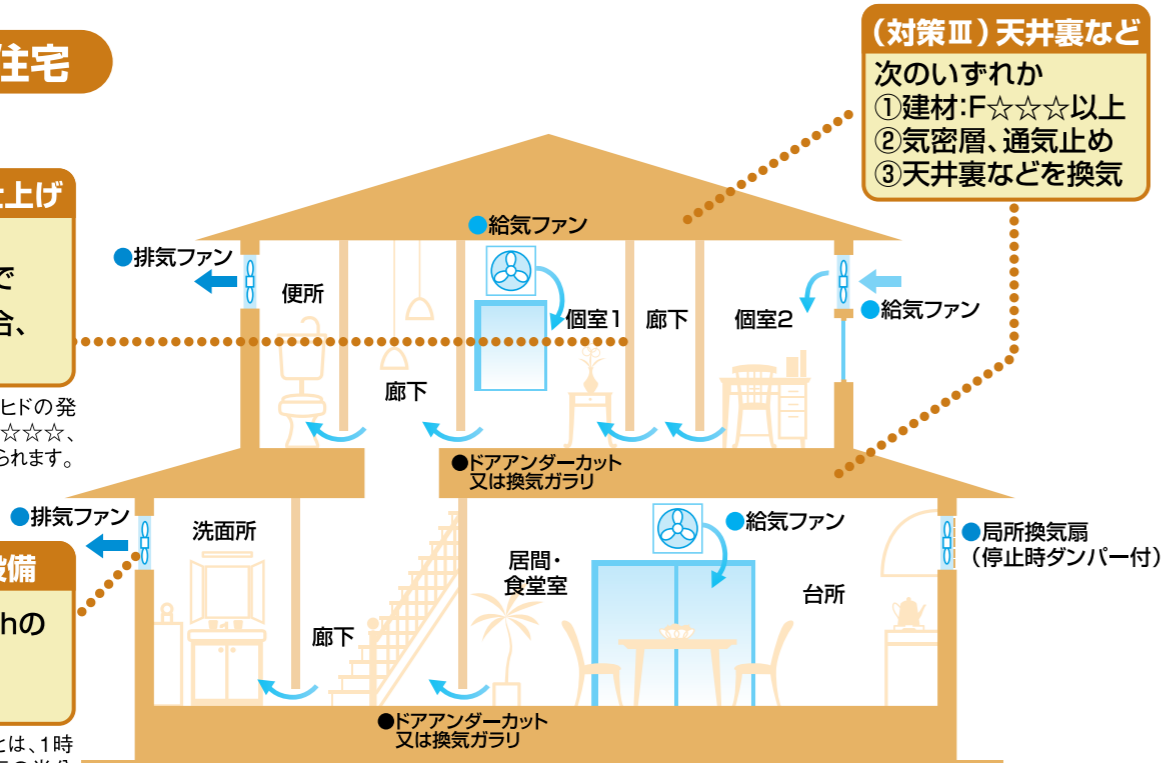 住宅
(対策Ⅲ)天井裏など
次のいずれか
①建材:F☆☆☆以上
②気密層、通気止め
③天井裏などを換気
上げ
で
合、
ヒドの発
☆☆☆、
られます。
●給気ファン
●排気ファン
便所
個室1
廊下
個室2
●給気ファン
廊下
●ドアアンダーカット
又は換気ガラリ
●排気ファン
洗面所
●給気ファン
●局所換気扇
(停止時ダンパー付)
居間・
食堂室
台所
設備
hの
廊下
●ドアアンダーカット
又は換気ガラリ
とは、1時